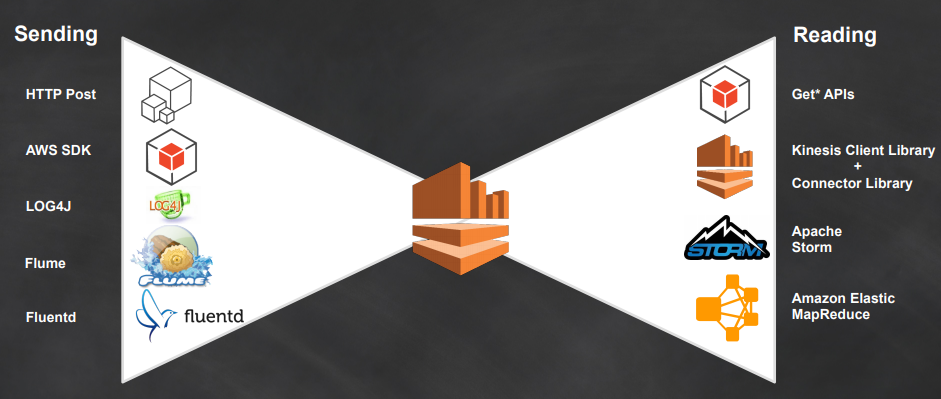 Sending
HTTP Post
AWS SDK
LOG4J
LOG4J
Flume
FLUME
Fluentd
fluentd
Reading
Get* APIs
Kinesis Client Library
+
Connector Library
STORM
Apache
Storm
Amazon Elastic
MapReduce